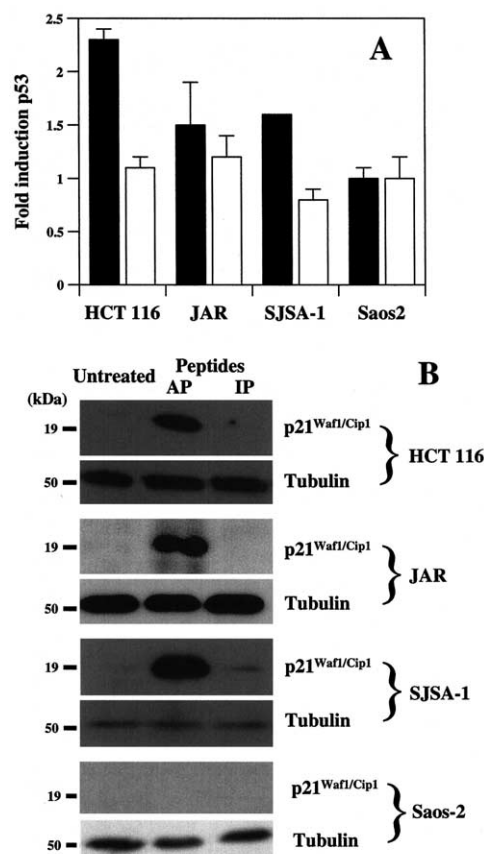 A
Fold induction p53
2.5
2
1.5
1
0.5
0
HCT 116 JAR SJSA-1 Saos2
B
Peptides
Untreated AP IP
(kDa)
19 p21Waf1/Cip1
50 Tubulin
HCT 116
19 p21Waf1/Cip1
50 Tubulin
JAR
19 p21Waf1/Cip1
50 Tubulin
SJSA-1
19 p21Waf1/Cip1
50 Tubulin
Saos-2